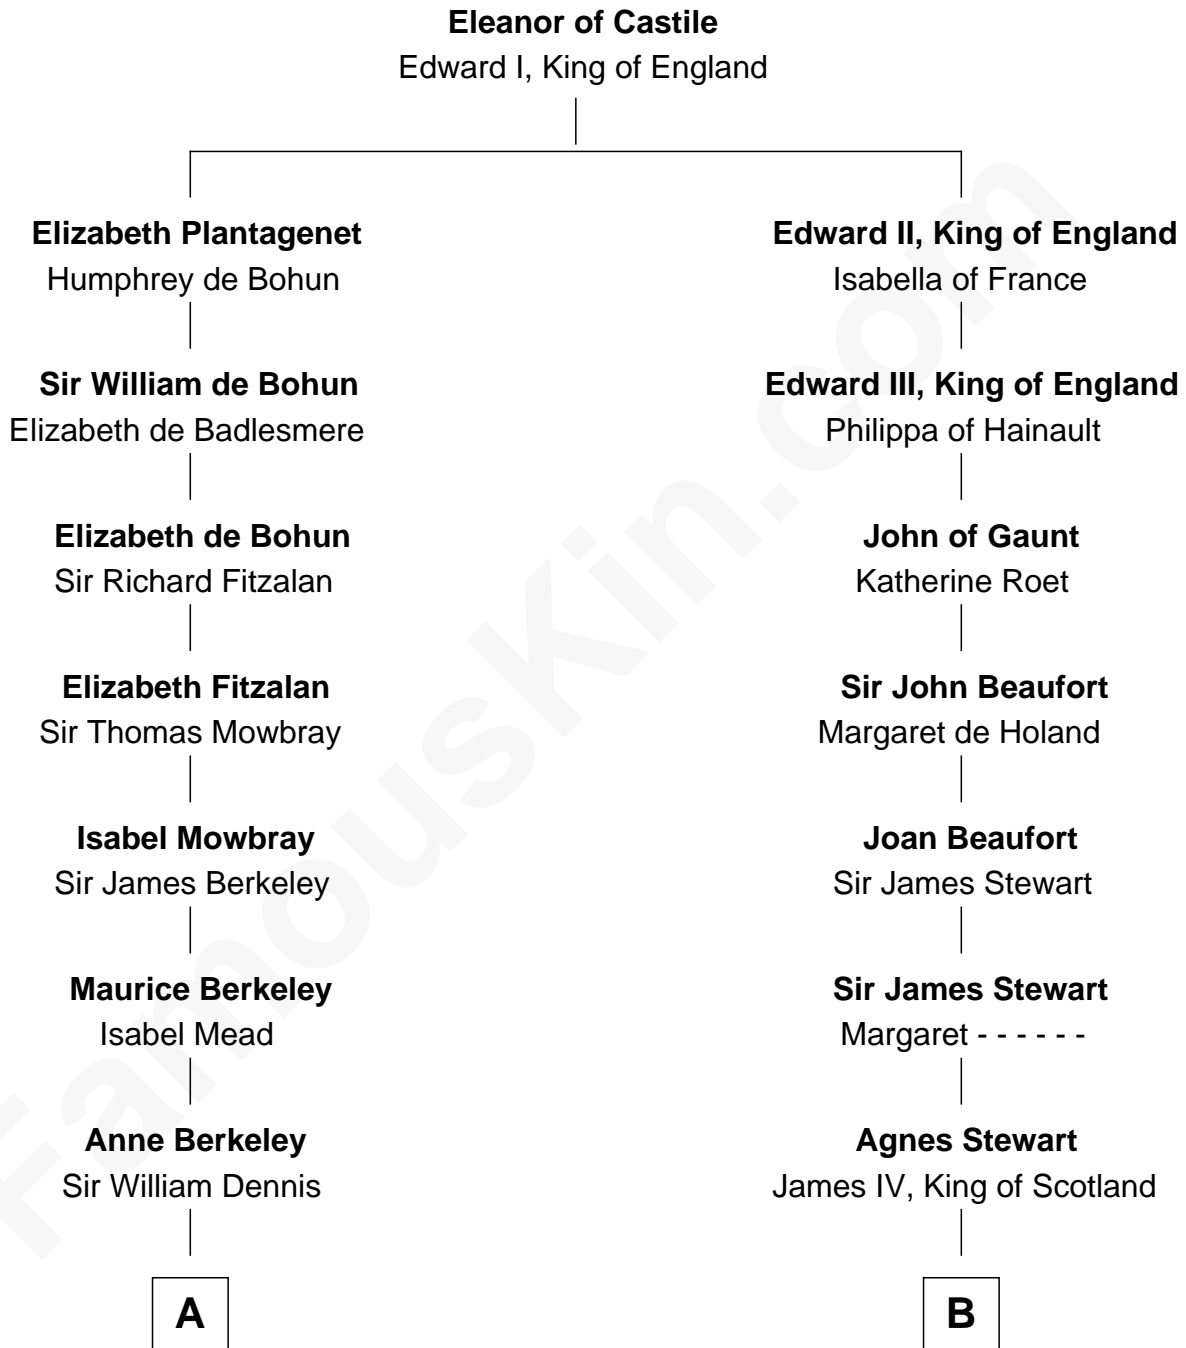 Eleanor of Castile
Edward I, King of England
Elizabeth Plantagenet
Humphrey de Bohun
Edward II, King of England
Isabella of France
Sir William de Bohun
Elizabeth de Badlesmere
Edward III, King of England
Philippa of Hainault
Elizabeth de Bohun
Sir Richard Fitzalan
John of Gaunt
Katherine Roet
Elizabeth Fitzalan
Sir Thomas Mowbray
Sir John Beaufort
Margaret de Holand
Isabel Mowbray
Sir James Berkeley
Joan Beaufort
Sir James Stewart
Maurice Berkeley
Isabel Mead
Sir James Stewart
Margaret - - - - - -
Anne Berkeley
Sir William Dennis
Agnes Stewart
James IV, King of Scotland
A
B
FamousKin.com